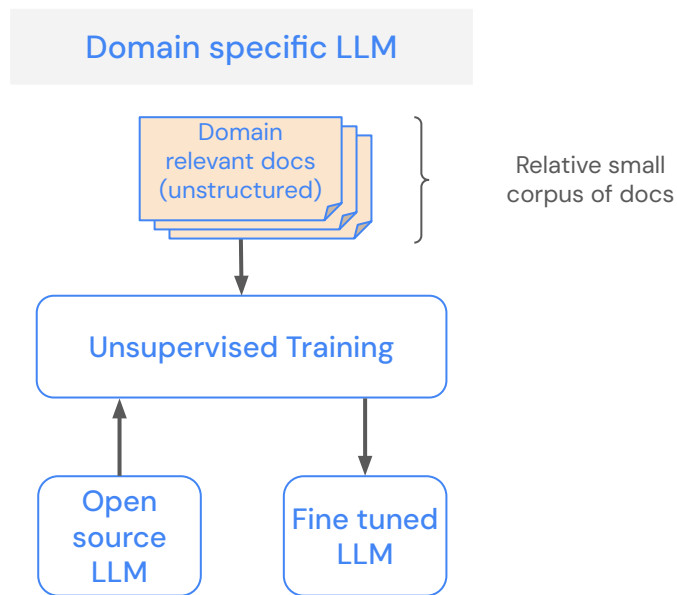 Domain specific LLM
Domain
relevant docs
(unstructured)
Relative small
corpus of docs
Unsupervised Training
Open
source
LLM
Fine tuned
LLM